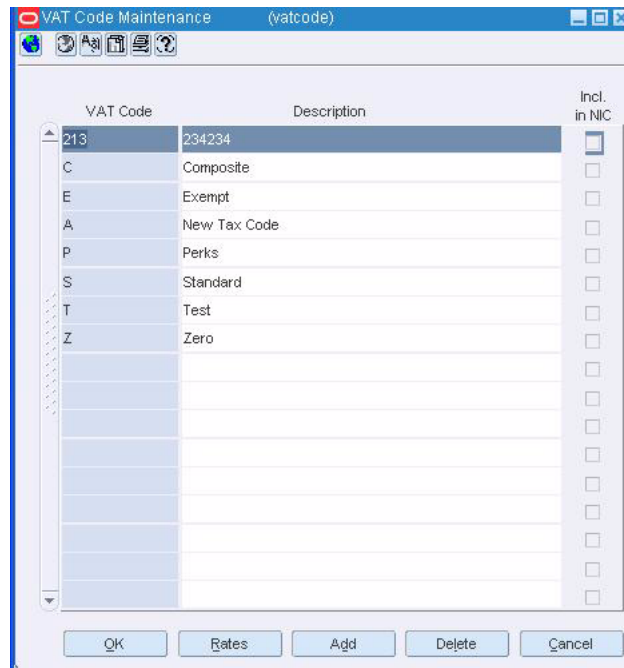 VAT Code Maintenance (vatcode)
Incl.
VAT Code Description in NIC
213 234234
C Composite
E Exempt
A New Tax Code
P Perks
S Standard
T Test
Z Zero
OK Rates Add Delete Cancel